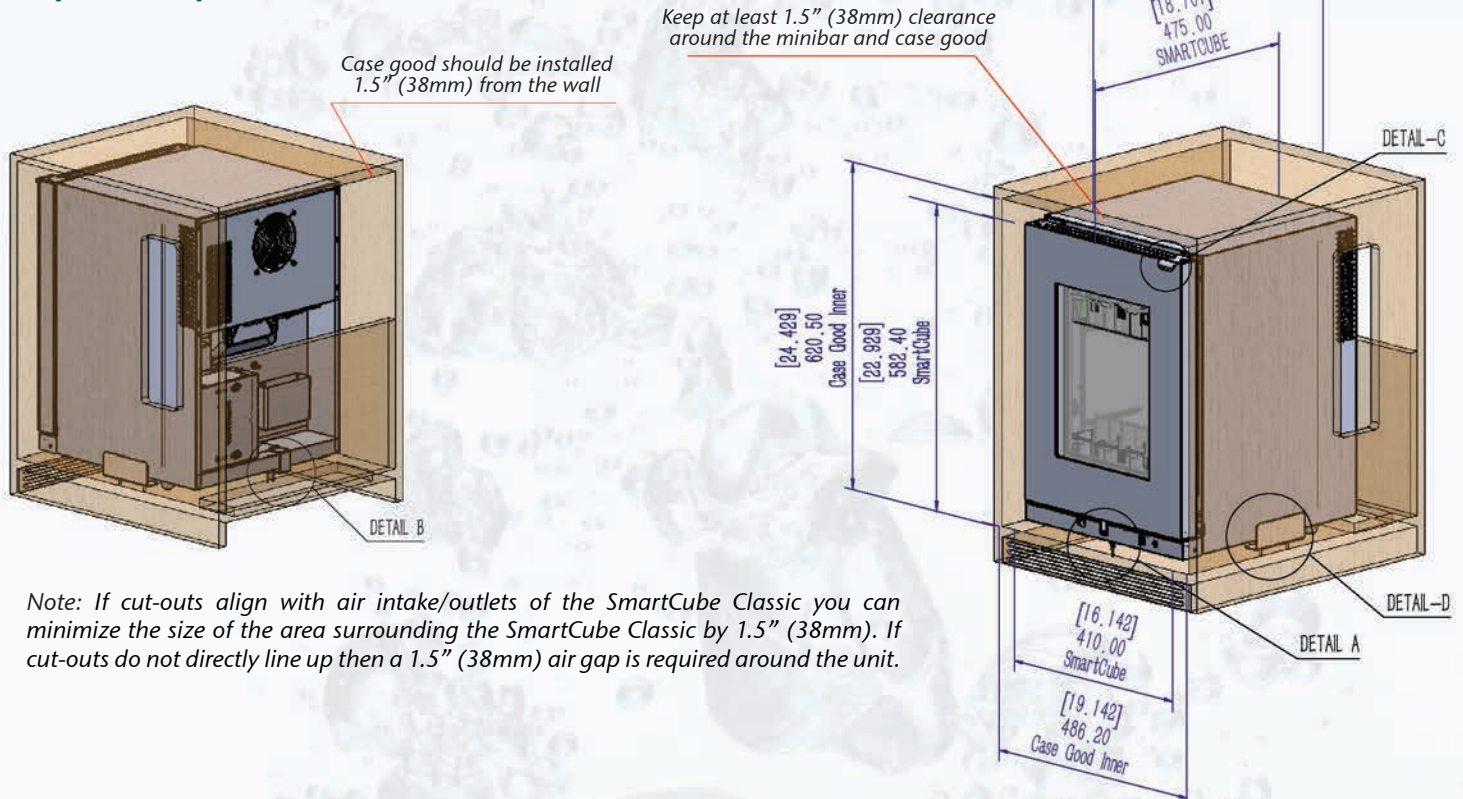 Keep at least 1.5” (38mm) clearance
around the minibar and case good
Case good should be installed
1.5” (38mm) from the wall
[18.701]
475.00
SMARTCUBE
DETAIL-C
[24.429]
620.50
Case Good Inner
[22.929]
582.40
SmartCube
DETAIL B
DETAIL-D
DETAIL A
[16.142]
410.00
SmartCube
[19.142]
486.20
Case Good Inner
Note: If cut-outs align with air intake/outlets of the SmartCube Classic you can
minimize the size of the area surrounding the SmartCube Classic by 1.5” (38mm). If
cut-outs do not directly line up then a 1.5” (38mm) air gap is required around the unit.